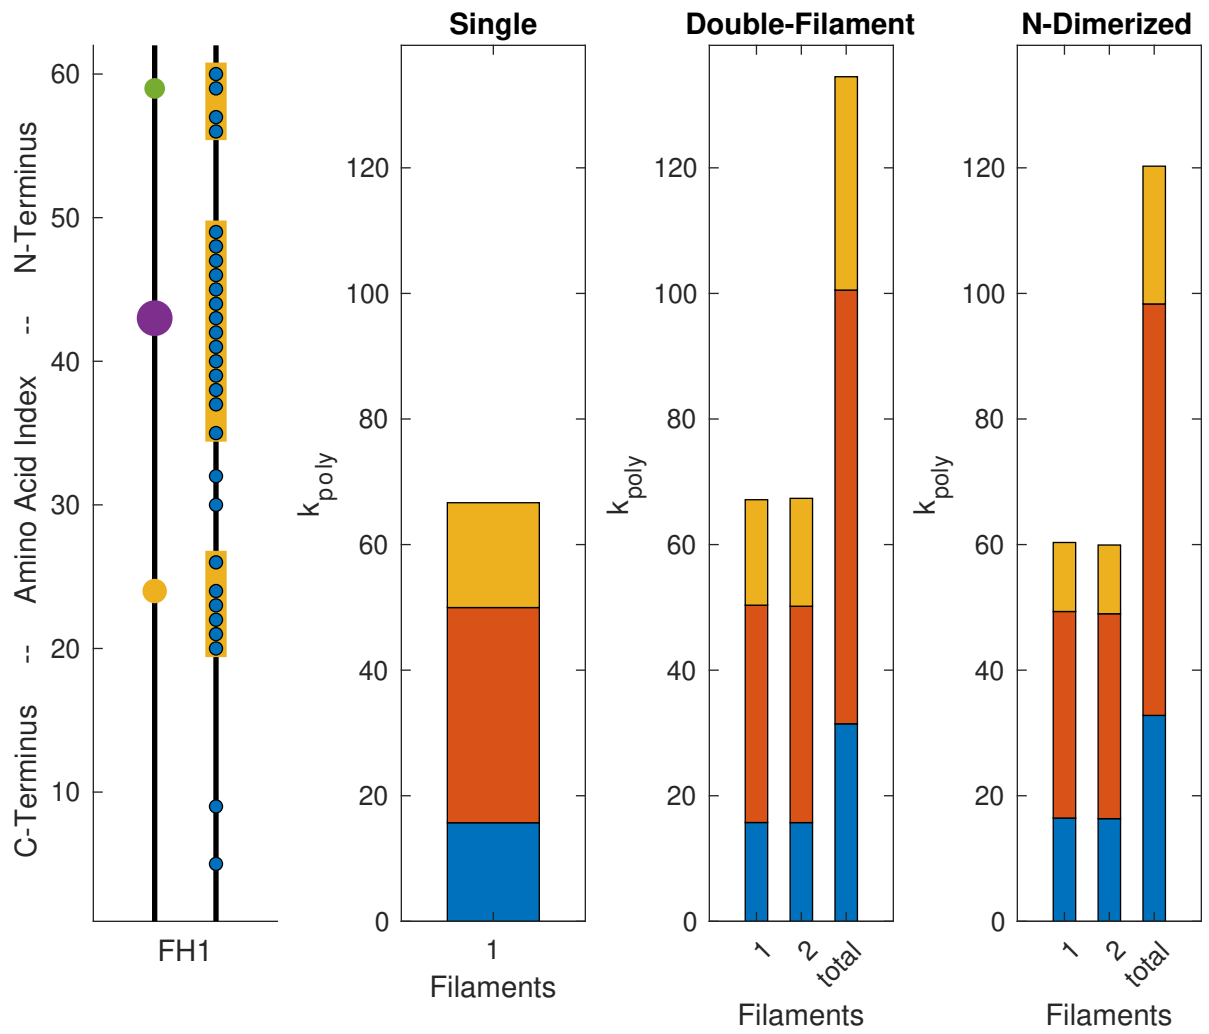 Single
Double-Filament
N-Dimerized
C-Terminus -- Amino Acid Index -- N-Terminus
60
50
40
30
20
10
FH1
k_poly
120
100
80
60
40
20
0
1
Filaments
k_poly
120
100
80
60
40
20
0
1
2
total
Filaments
k_poly
120
100
80
60
40
20
0
1
2
total
Filaments